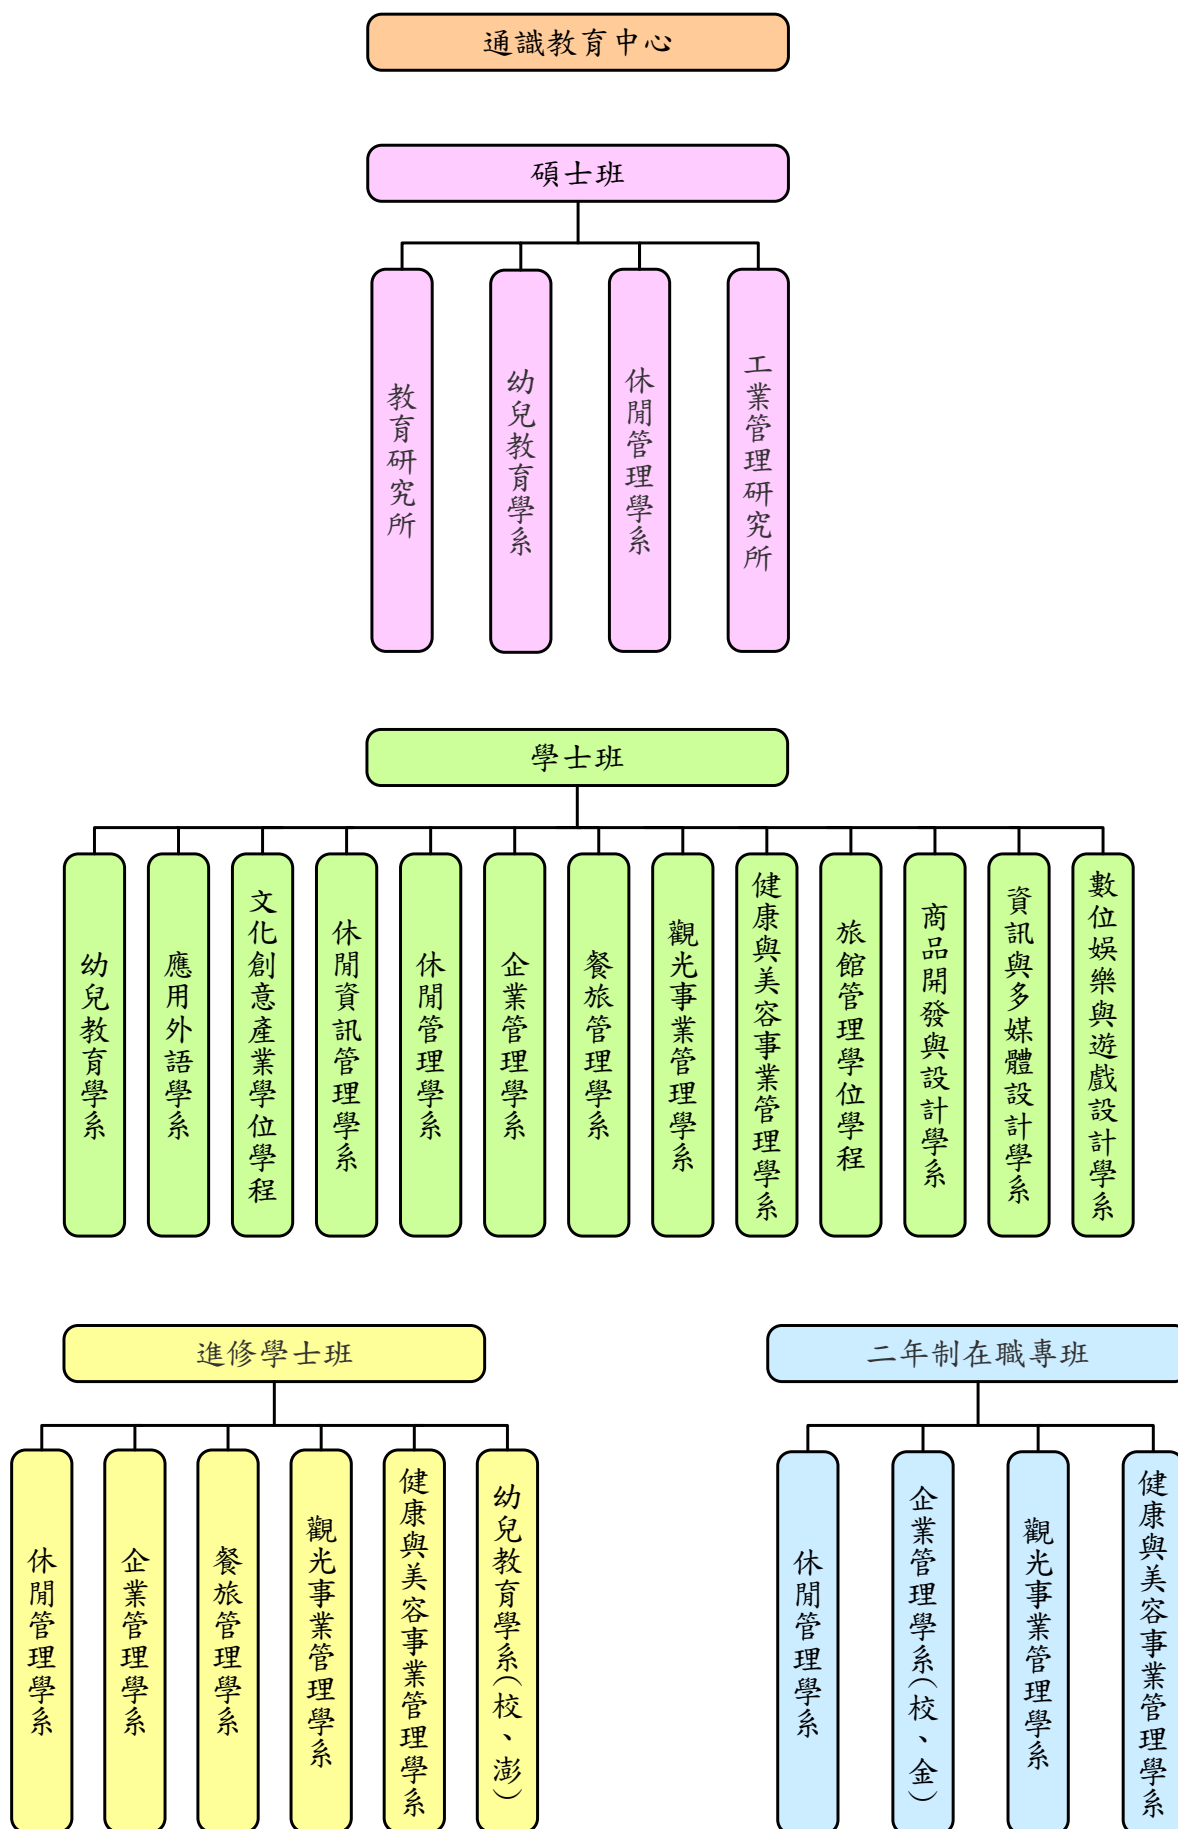 通識教育中心
碩士班
教育研究所
幼兒教育學系
休閒管理學系
工業管理研究所
學士班
幼兒教育學系
應用外語學系
文化創意產業學位學程
休閒資訊管理學系
休閒管理學系
企業管理學系
餐旅管理學系
觀光事業管理學系
健康與美容事業管理學系
旅館管理學位學程
商品開發與設計學系
資訊與多媒體設計學系
數位娛樂與遊戲設計學系
進修學士班
休閒管理學系
企業管理學系
餐旅管理學系
觀光事業管理學系
健康與美容事業管理學系
幼兒教育學系(校、澎)
二年制在職專班
休閒管理學系
企業管理學系(校、金)
觀光事業管理學系
健康與美容事業管理學系